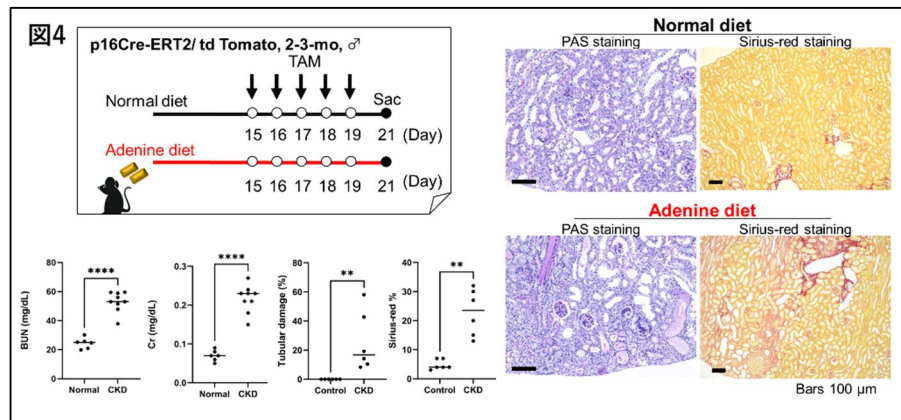 図4
p16Cre-ERT2/ td Tomato, 2-3-mo, ♂
TAM
Normal diet
Sac
15 16 17 18 19 21 (Day)
Adenine diet
15 16 17 18 19 21 (Day)
Normal diet
PAS staining Sirius-red staining
Adenine diet
PAS staining Sirius-red staining
Bars 100 µm
BUN (mg/dL)
80
60
40
20
0
****
Normal CKD
Cr (mg/dL)
0.3
0.2
0.1
0.0
****
Normal CKD
Tubular damage (%)
80
60
40
20
0
**
Control CKD
Sirius-red %
40
30
20
10
0
**
Control CKD